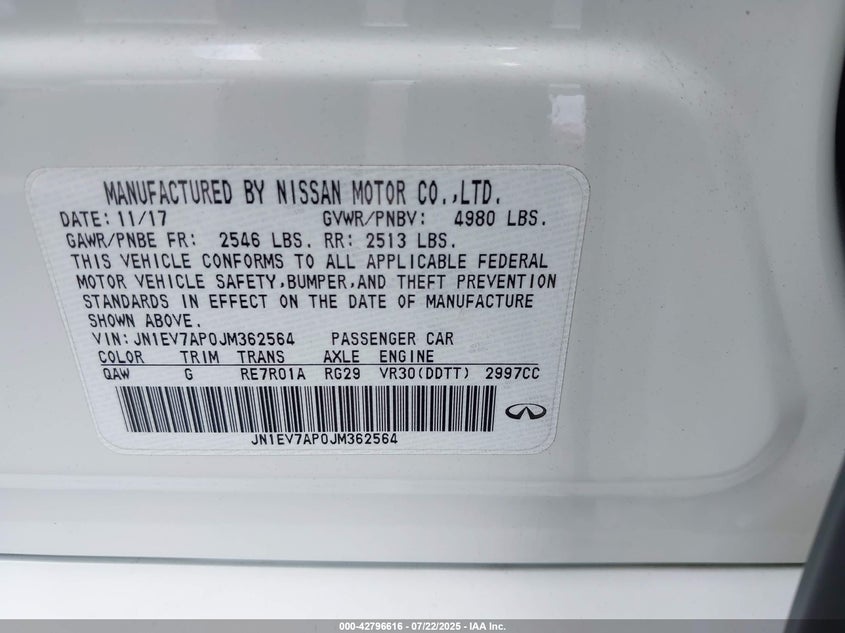 MANUFACTURED BY NISSAN MOTOR CO.,LTD.
DATE: 11/17 GVWR/PNBV: 4980 LBS.
GAWR/PNBE FR: 2546 LBS. RR: 2513 LBS.
THIS VEHICLE CONFORMS TO ALL APPLICABLE FEDERAL
MOTOR VEHICLE SAFETY,BUMPER,AND THEFT PREVENTION
STANDARDS IN EFFECT ON THE DATE OF MANUFACTURE
SHOWN ABOVE.
VIN: JN1EV7AP0JM362564 PASSENGER CAR
COLOR TRIM TRANS AXLE ENGINE
QAW G RE7R01A RG29 VR30(DDTT) 2997CC
JN1EV7AP0JM362564
000-42796616 - 07/22/2025 - IAA Inc.